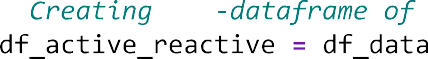 Creating -dataframe of
df_active_reactive = df_data